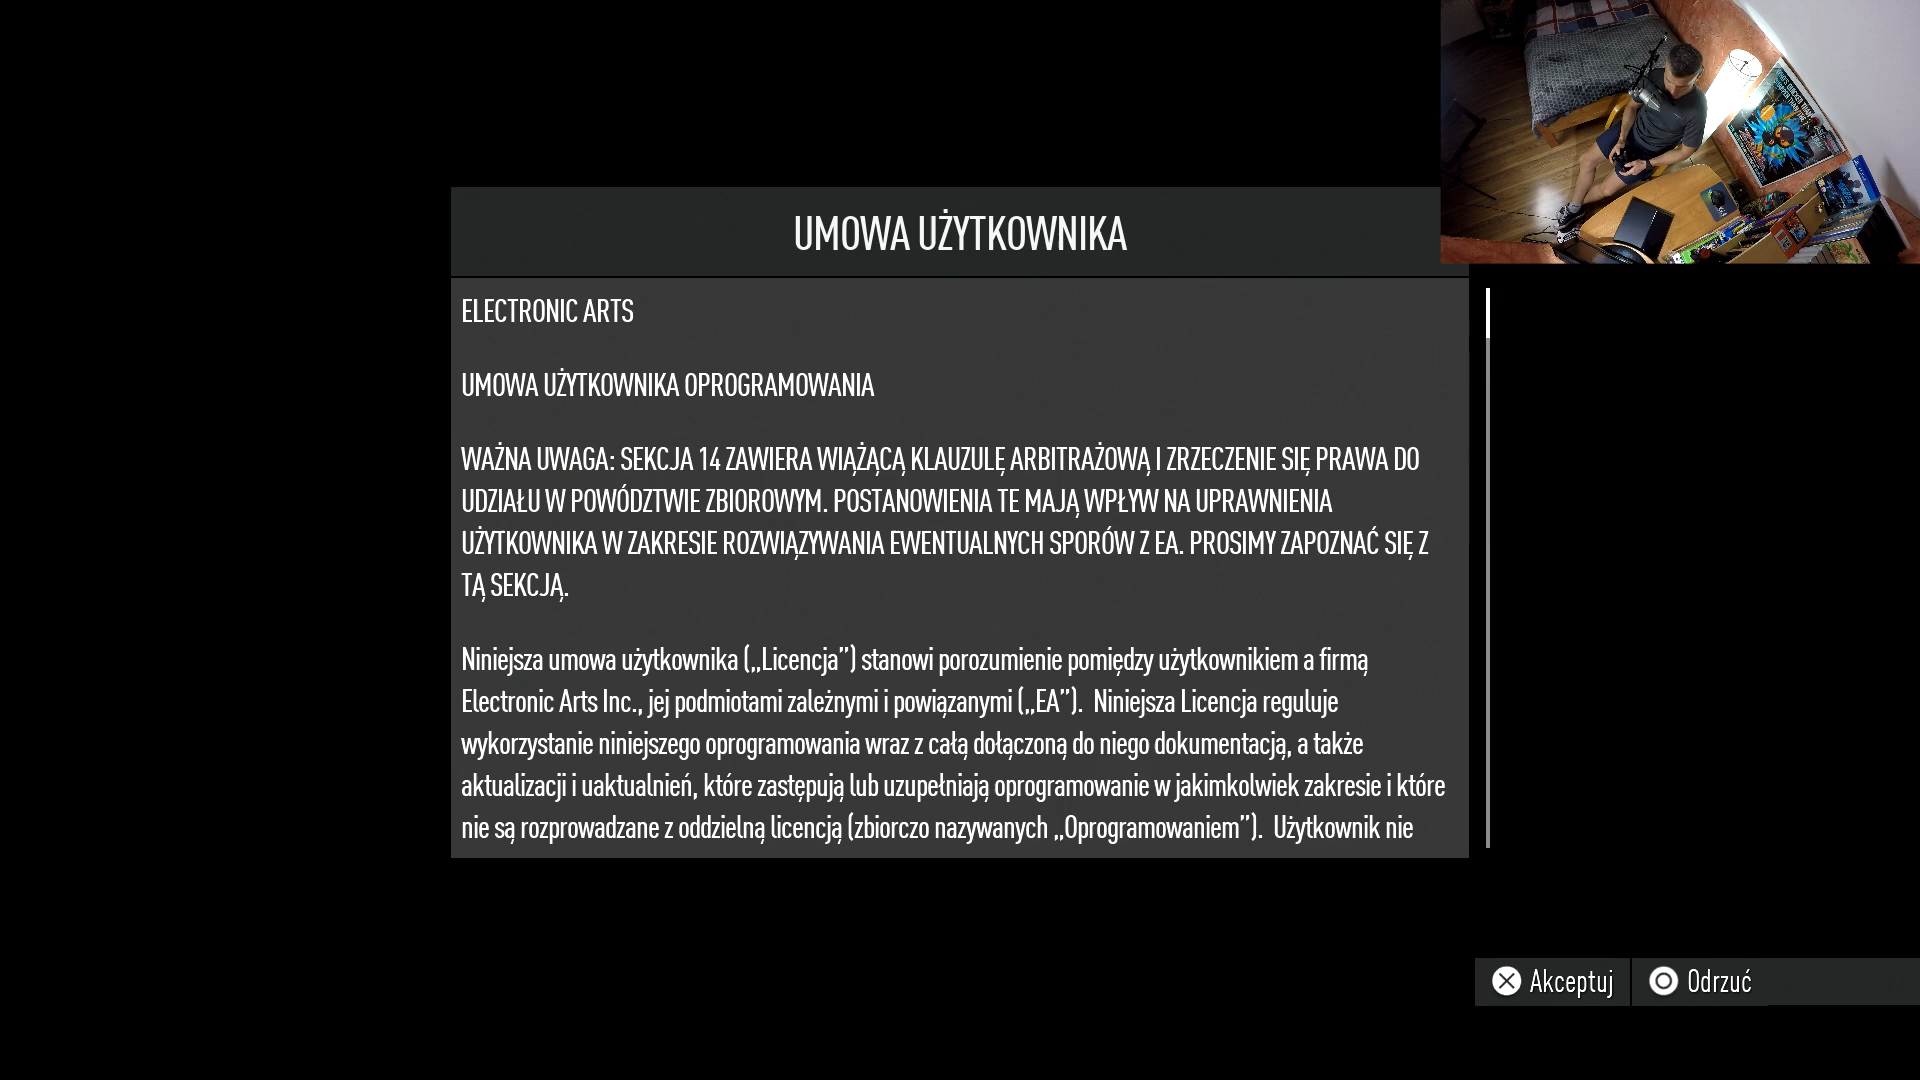 UMOWA UŻYTKOWNIKA
ELECTRONIC ARTS
UMOWA UŻYTKOWNIKA OPROGRAMOWANIA
WAŻNA UWAGA: SEKCJA 14 ZAWIERA WIĄŻĄCĄ KLAUZULĘ ARBITRAŻOWĄ I ZRZECZENIE SIĘ PRAWA DO
UDZIAŁU W POWÓDZTWIE ZBIOROWYM. POSTANOWIENIA TE MAJĄ WPŁYW NA UPRAWNIENIA
UŻYTKOWNIKA W ZAKRESIE ROZWIĄZYWANIA EWENTUALNYCH SPORÓW Z EA. PROSIMY ZAPOZNAĆ SIĘ Z
TĄ SEKCJĄ.
Niniejsza umowa użytkownika („Licencja”) stanowi porozumienie pomiędzy użytkownikiem a firmą
Electronic Arts Inc., jej podmiotami zależnymi i powiązanymi („EA”).  Niniejsza Licencja reguluje
wykorzystanie niniejszego oprogramowania wraz z całą dołączoną do niego dokumentacją, a także
aktualizacji i uaktualnień, które zastępują lub uzupełniają oprogramowanie w jakimkolwiek zakresie i które
nie są rozprowadzane z oddzielną licencją (zbiorczo nazywanych „Oprogramowaniem”).  Użytkownik nie
Akceptuj
Odrzuć